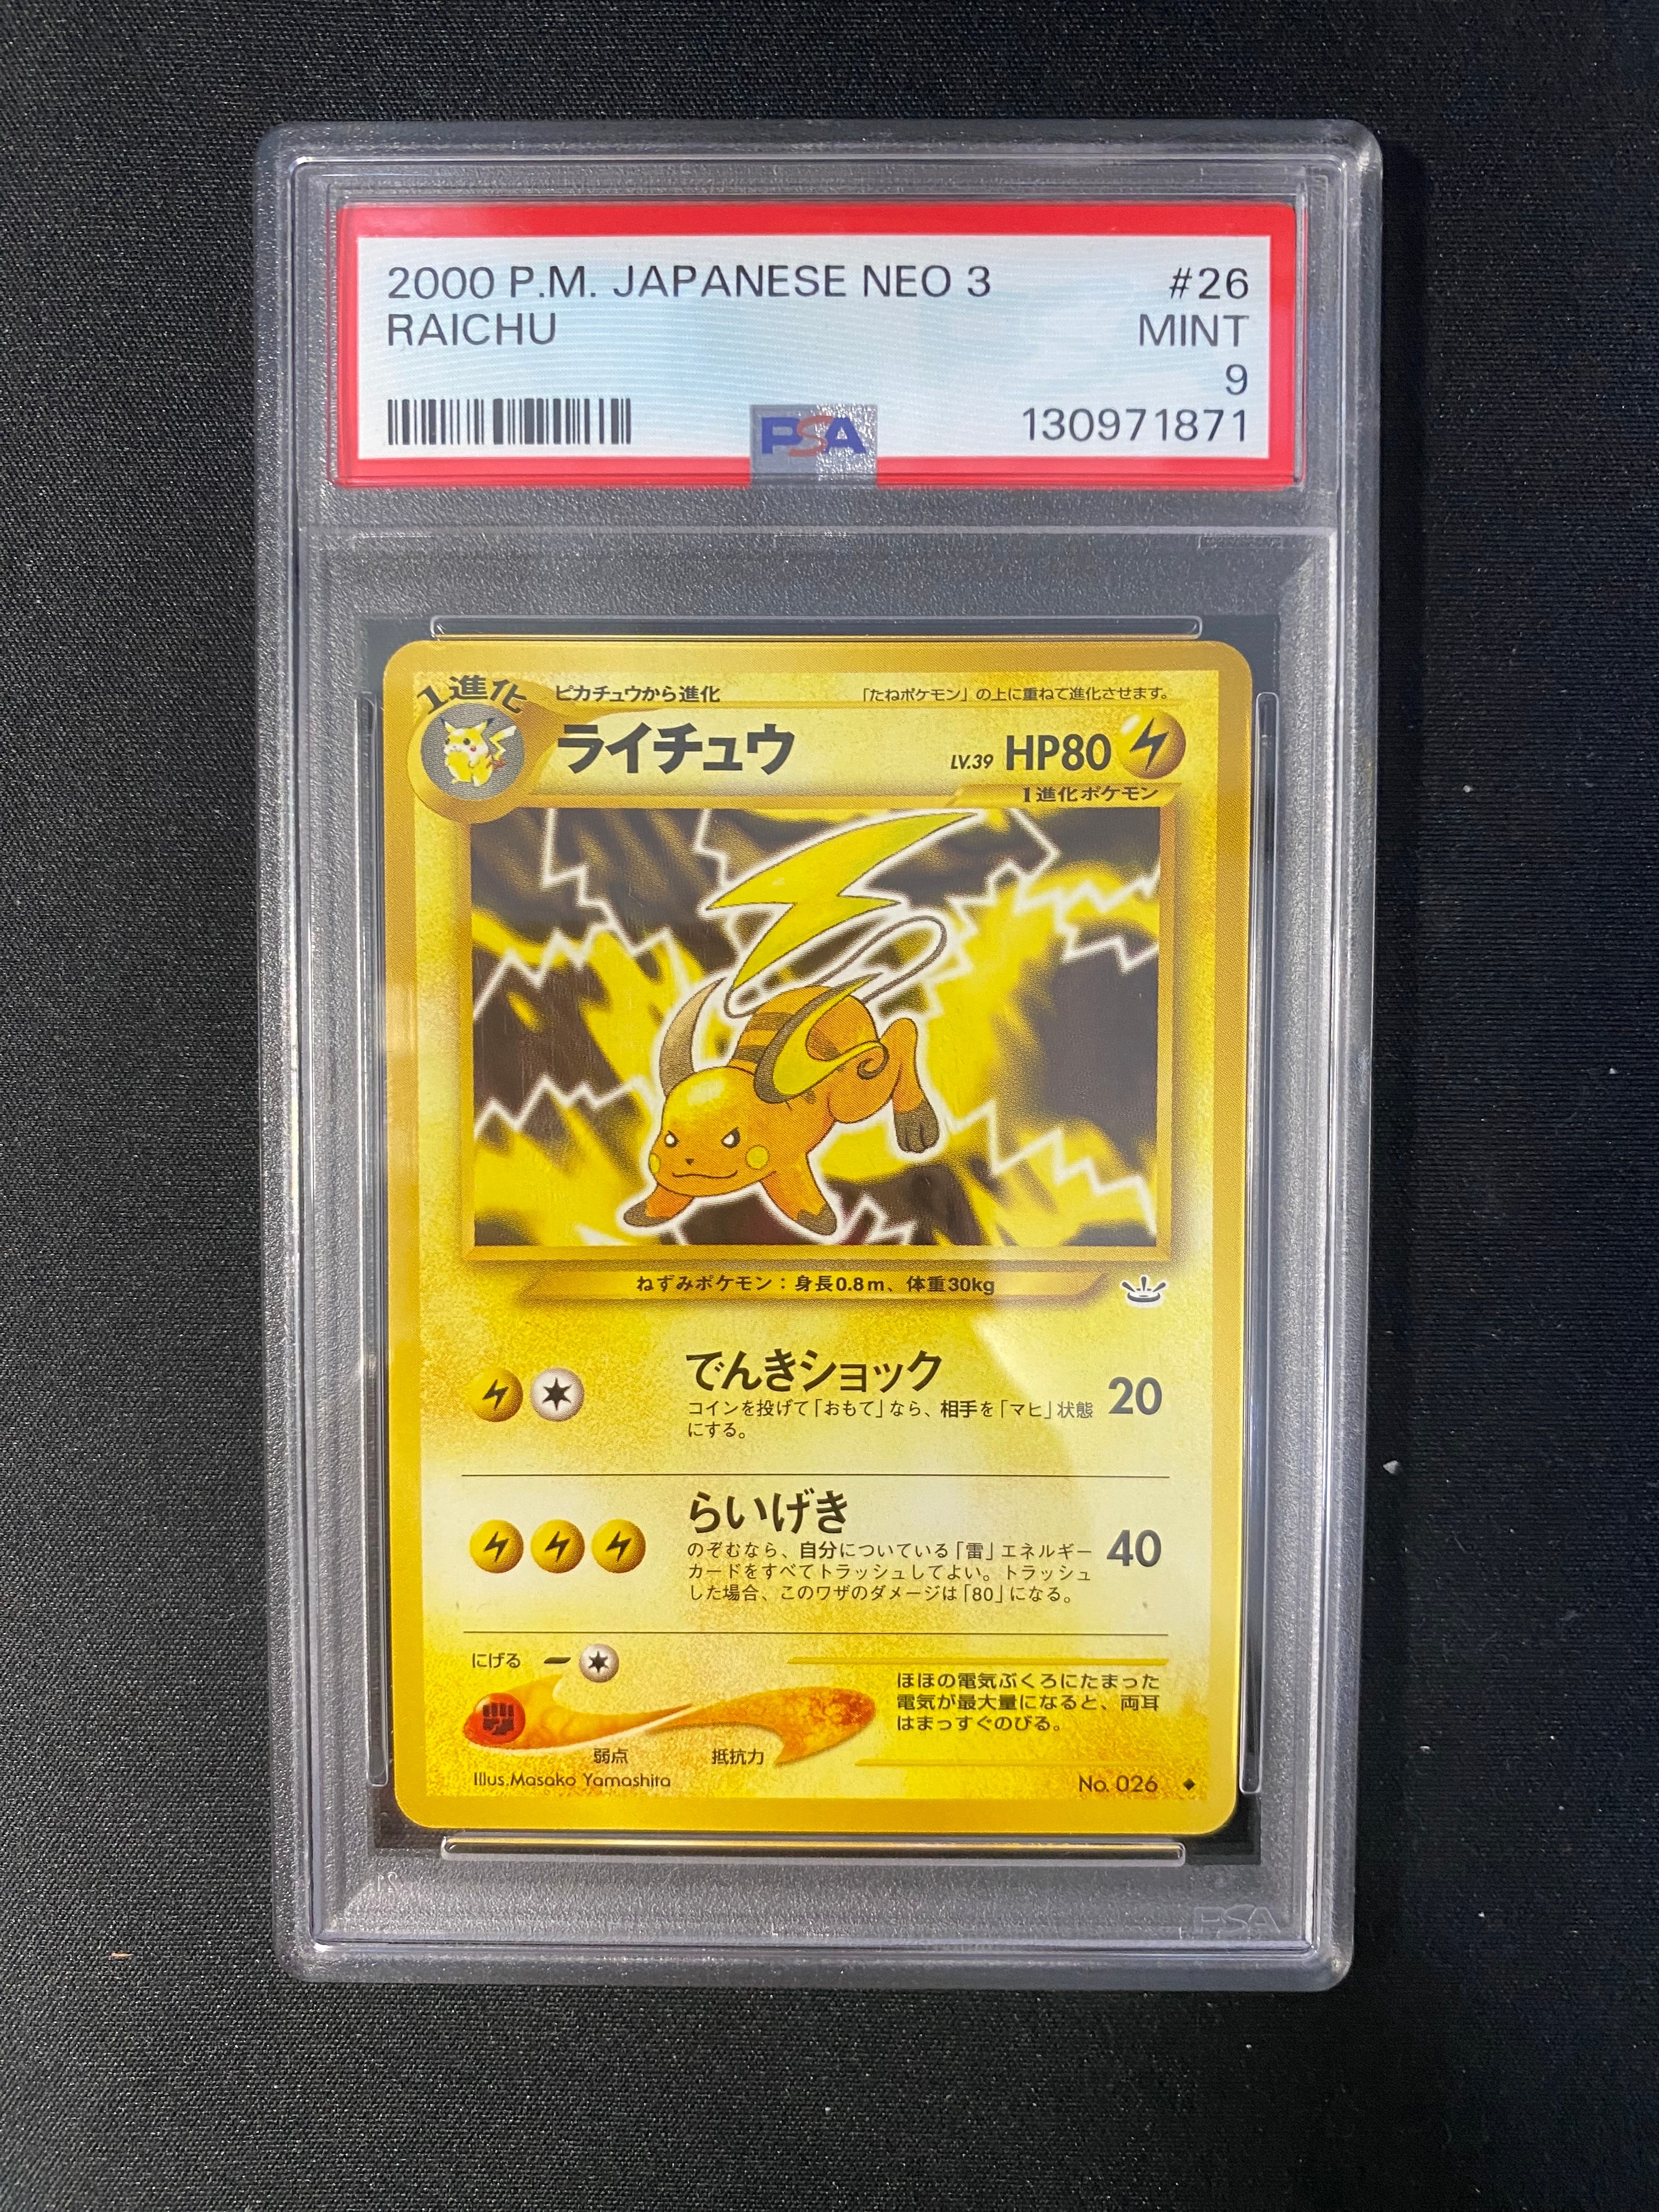 2000 P.M. JAPANESE NEO 3 #26
RAICHU MINT
9
PSA 130971871
1進化
ピカチュウから進化 「たねポケモン」の上に重ねて進化させます。
ライチュウ LV.39 HP80
1進化ポケモン
ねずみポケモン：身長0.8m、体重30kg
でんきショック 20
コインを投げて「おもて」なら、相手を「マヒ」状態
にする。
らいげき 40
のぞむなら、自分についている「雷」エネルギー
カードをすべてトラッシュしてよい。トラッシュ
した場合、このワザのダメージは「80」になる。
にげる
ほほの電気ぶくろにたまった
電気が最大量になると、両耳
はまっすぐのびる。
弱点 抵抗力
Illus.Masako Yamashita No. 026
PSA